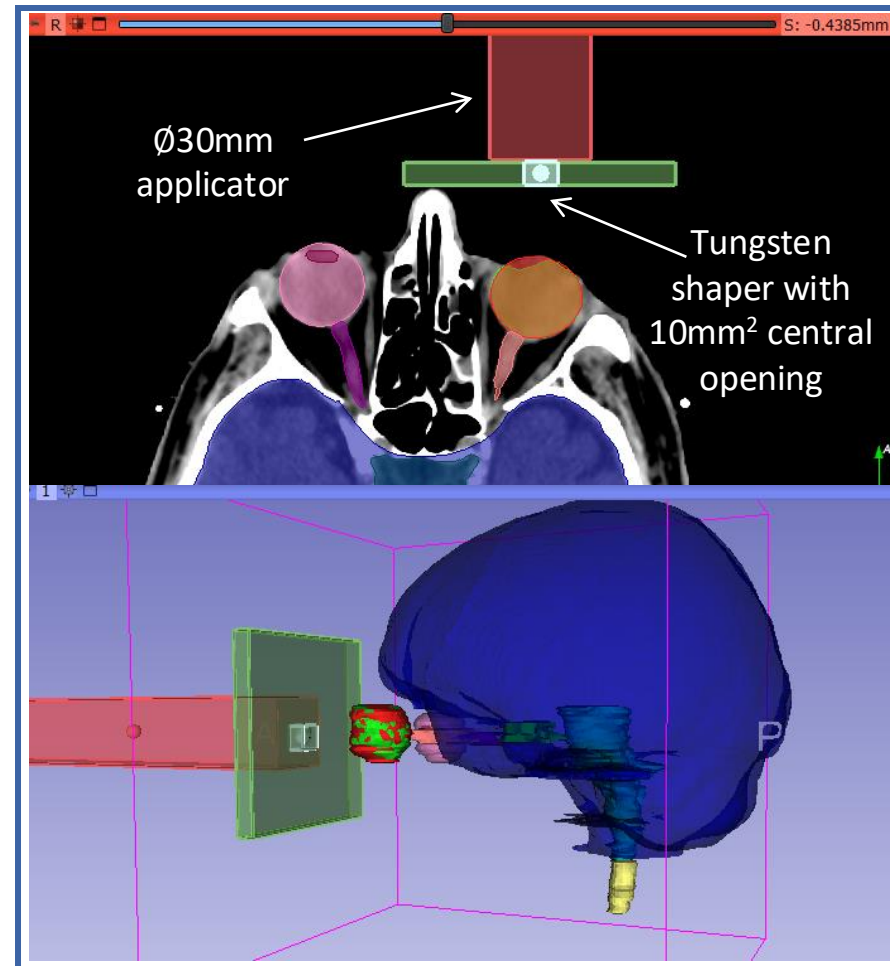 R
S: -0.4385mm
Ø30mm
applicator
Tungsten
shaper with
10mm² central
opening
A
1
P